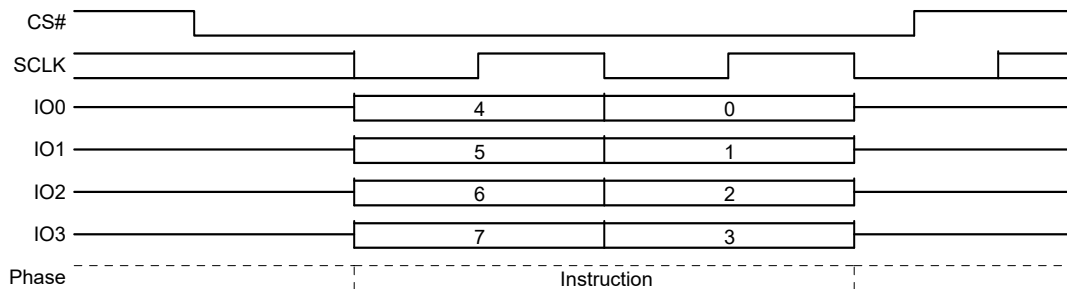 CS#
SCLK
IO0 4 0
IO1 5 1
IO2 6 2
IO3 7 3
Phase Instruction